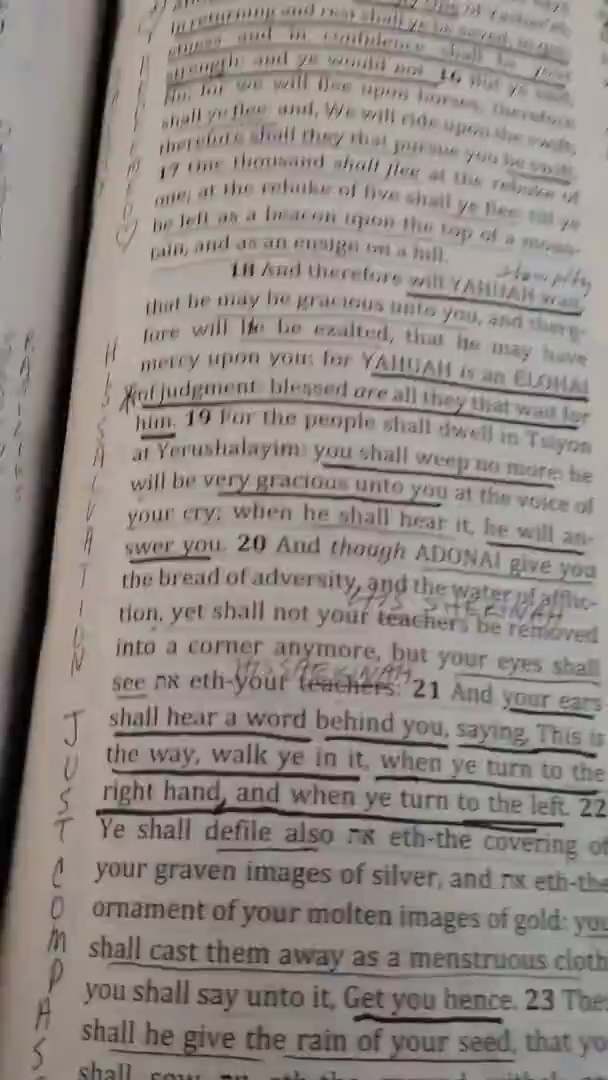 in returning and rest shall ye be saved; in qui-
etness and in confidence shall be your
strength: and ye would not. 16 But ye said,
No; for we will flee upon horses; therefore
shall ye flee: and, We will ride upon the swift;
therefore shall they that pursue you be swift.
17 One thousand shall flee at the rebuke of
one; at the rebuke of five shall ye flee: till ye
be left as a beacon upon the top of a moun-
tain, and as an ensign on a hill.
18 And therefore will YAHUAH wait,
that he may be gracious unto you, and there-
fore will he be exalted, that he may have
mercy upon you: for YAHUAH is an ELOHAI
of judgment: blessed are all they that wait for
him. 19 For the people shall dwell in Tsiyon
at Yerushalayim: you shall weep no more: he
will be very gracious unto you at the voice of
your cry; when he shall hear it, he will an-
swer you. 20 And though ADONAI give you
the bread of adversity, and the water of afflic-
HIS SHEKINAH
tion, yet shall not your teachers be removed
into a corner anymore, but your eyes shall
HIS SHEKINAH
see את eth-your teachers: 21 And your ears
shall hear a word behind you, saying, This is
the way, walk ye in it, when ye turn to the
right hand, and when ye turn to the left. 22
Ye shall defile also את eth-the covering of
your graven images of silver, and את eth-the
ornament of your molten images of gold: you
shall cast them away as a menstruous cloth
you shall say unto it, Get you hence. 23 The
shall he give the rain of your seed, that yo
HIS SALVATION
JUST COMPAS